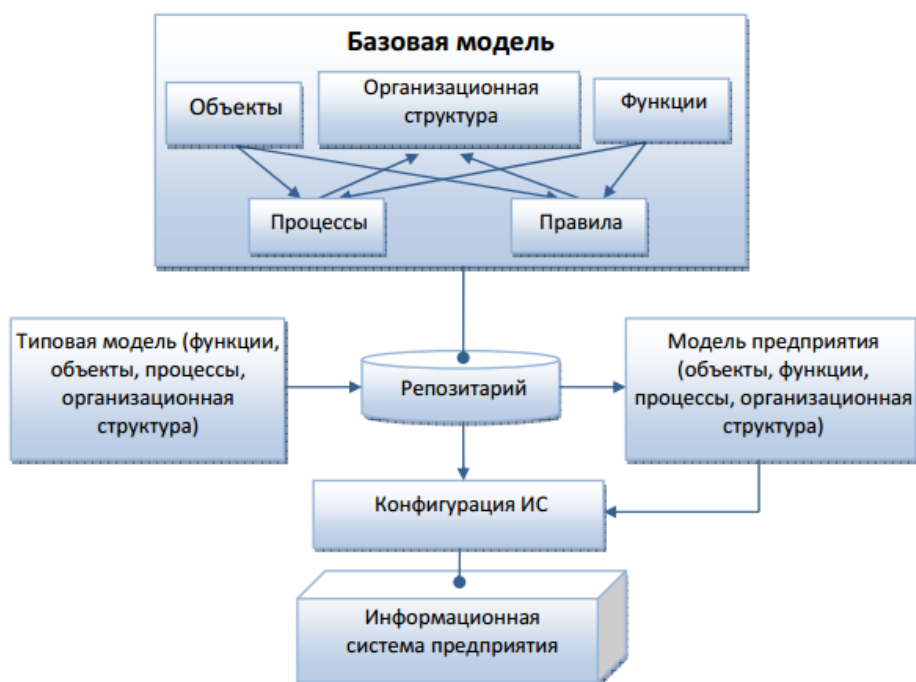 Базовая модель
Объекты
Организационная
структура
Функции
Процессы
Правила
Типовая модель (функции,
объекты, процессы,
организационная
структура)
Репозитарий
Модель предприятия
(объекты, функции,
процессы, организационная
структура)
Конфигурация ИС
Информационная
система предприятия